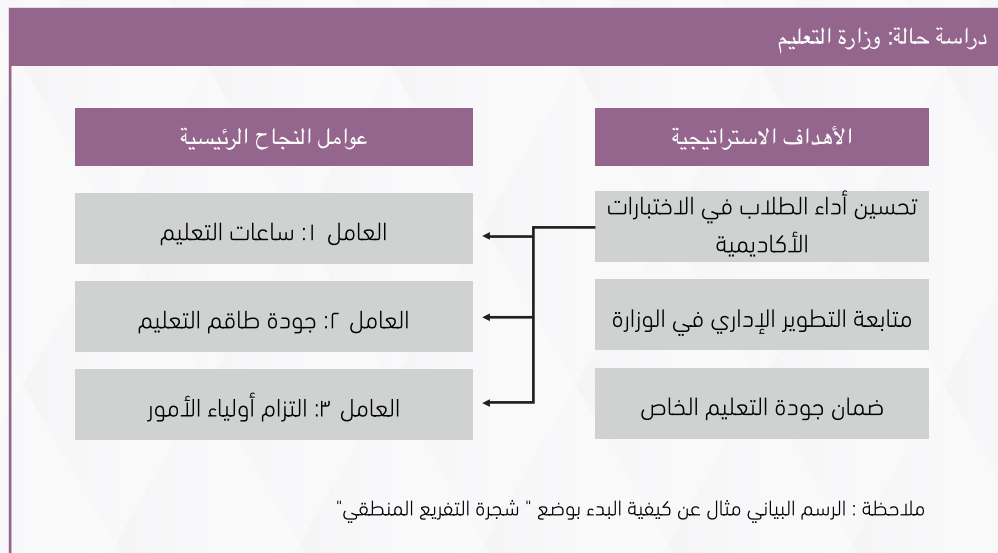 دراسة حالة: وزارة التعليم
الأهداف الاستراتيجية
تحسين أداء الطلاب في الاختبارات
الأكاديمية
متابعة التطوير الإداري في الوزارة
ضمان جودة التعليم الخاص
عوامل النجاح الرئيسية
العامل ١: ساعات التعليم
العامل ٢: جودة طاقم التعليم
العامل ٣: التزام أولياء الأمور
ملاحظة : الرسم البياني مثال عن كيفية البدء بوضع " شجرة التفريع المنطقي"